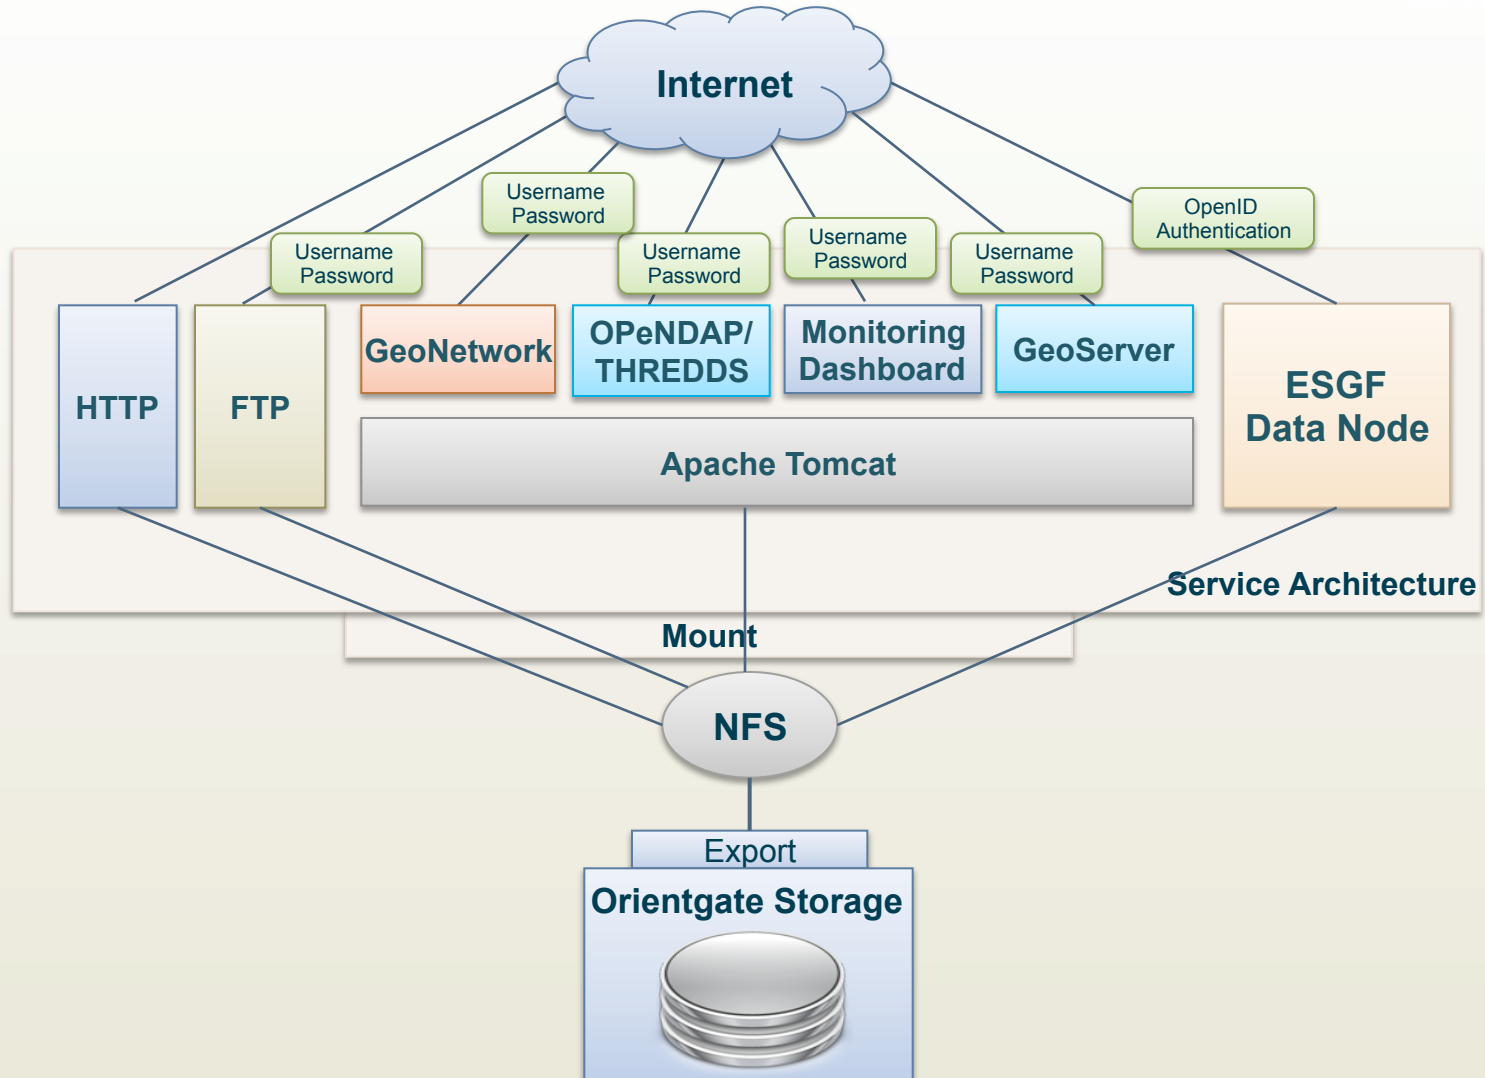 Internet
Username
Password
OpenID
Authentication
Username
Password
Username
Password
Username
Password
Username
Password
HTTP
FTP
GeoNetwork
OPeNDAP/
THREDDS
Monitoring
Dashboard
GeoServer
ESGF
Data Node
Apache Tomcat
Service Architecture
Mount
NFS
Export
Orientgate Storage